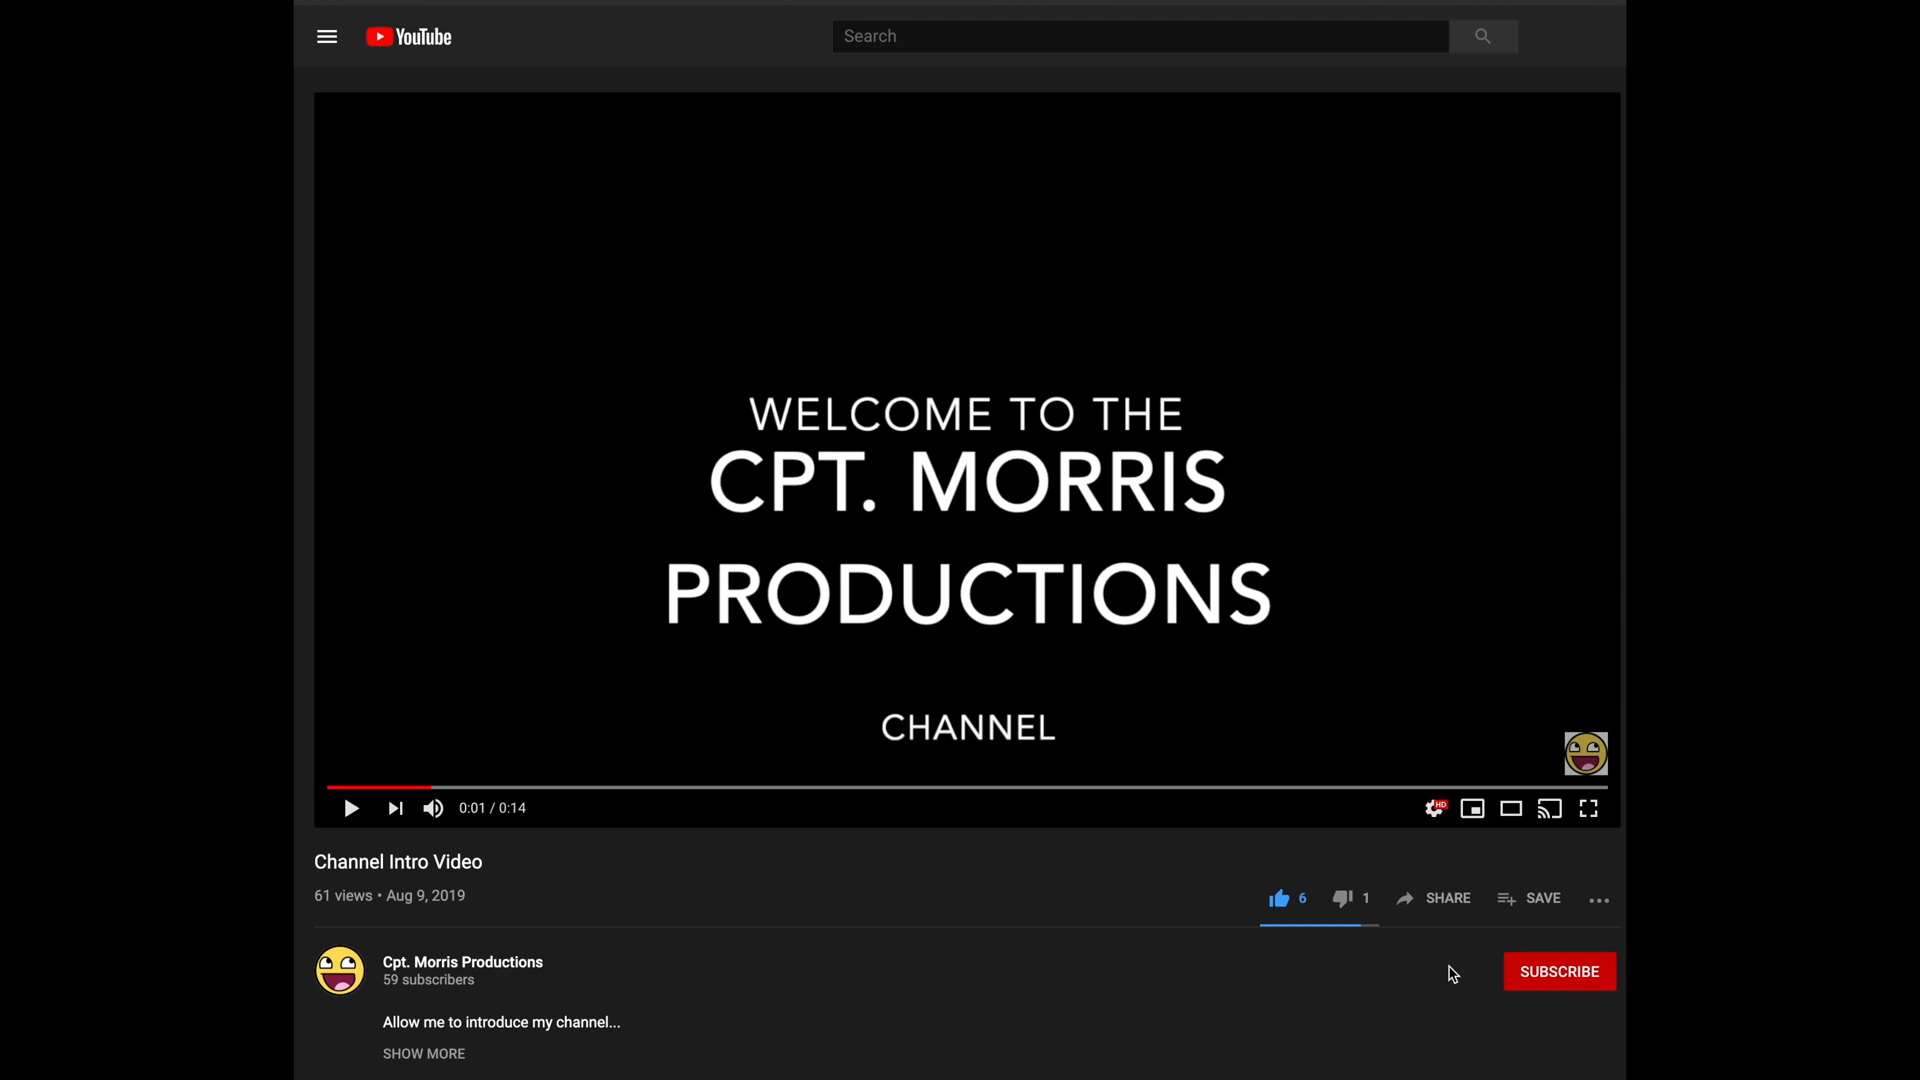 YouTube
Search
WELCOME TO THE
CPT. MORRIS
PRODUCTIONS
CHANNEL
0:01 / 0:14
HD
Channel Intro Video
61 views • Aug 9, 2019
6 1 SHARE SAVE
Cpt. Morris Productions
59 subscribers
SUBSCRIBE
Allow me to introduce my channel...
SHOW MORE